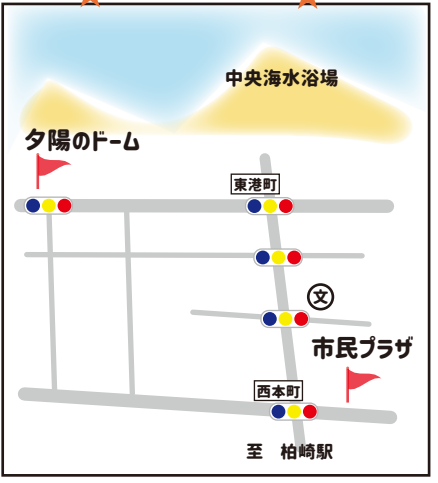 中央海水浴場
夕陽のドーム
東港町
文
市民プラザ
西本町
至 柏崎駅